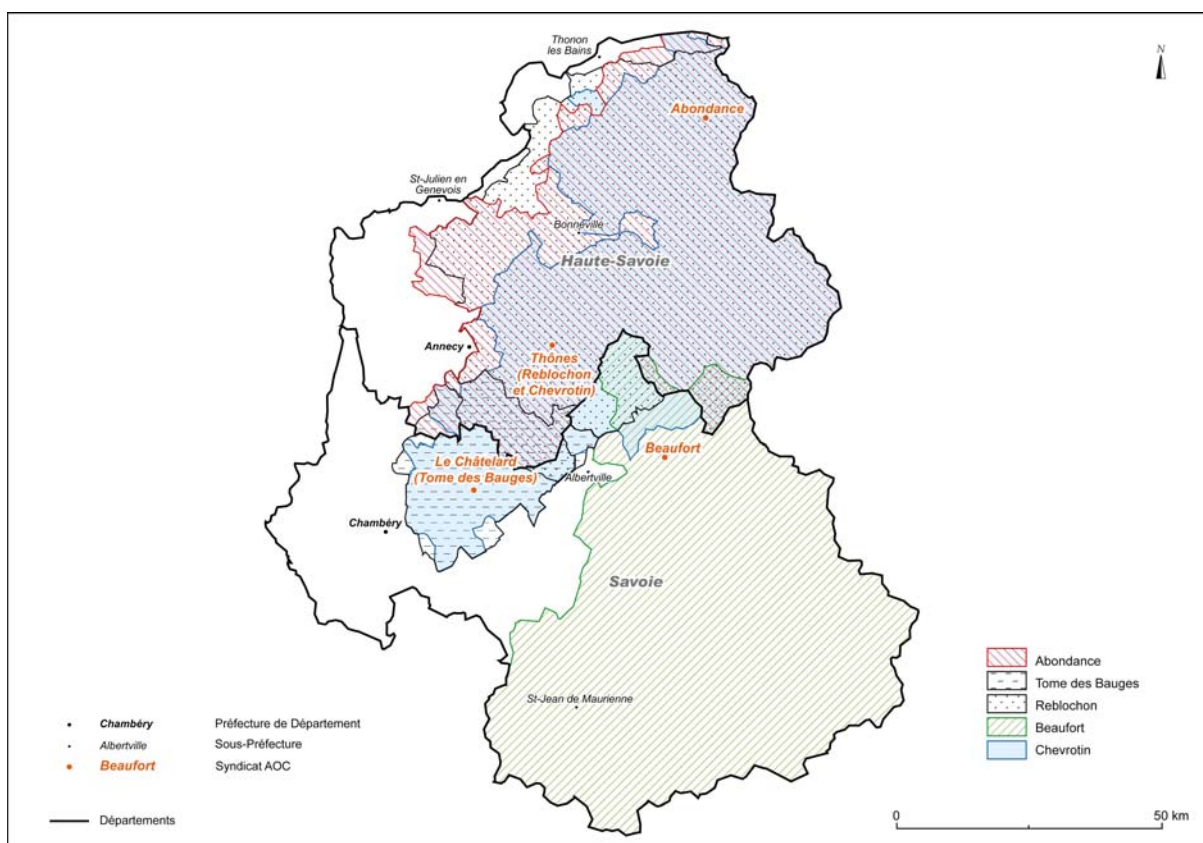 N
Thonon
les Bains
Abondance
St-Julien en
Genevois
Bonneville
Haute-Savoie
Annecy
Thônes
(Reblochon
et Chevrotin)
Beaufort
Le Châtelard
(Tome des Bauges)
Albertville
Chambéry
Savoie
St-Jean de Maurienne
Abondance
Tome des Bauges
Reblochon
Beaufort
Chevrotin
Chambéry Préfecture de Département
Albertville Sous-Préfecture
Beaufort Syndicat AOC
Départements
0 50 km